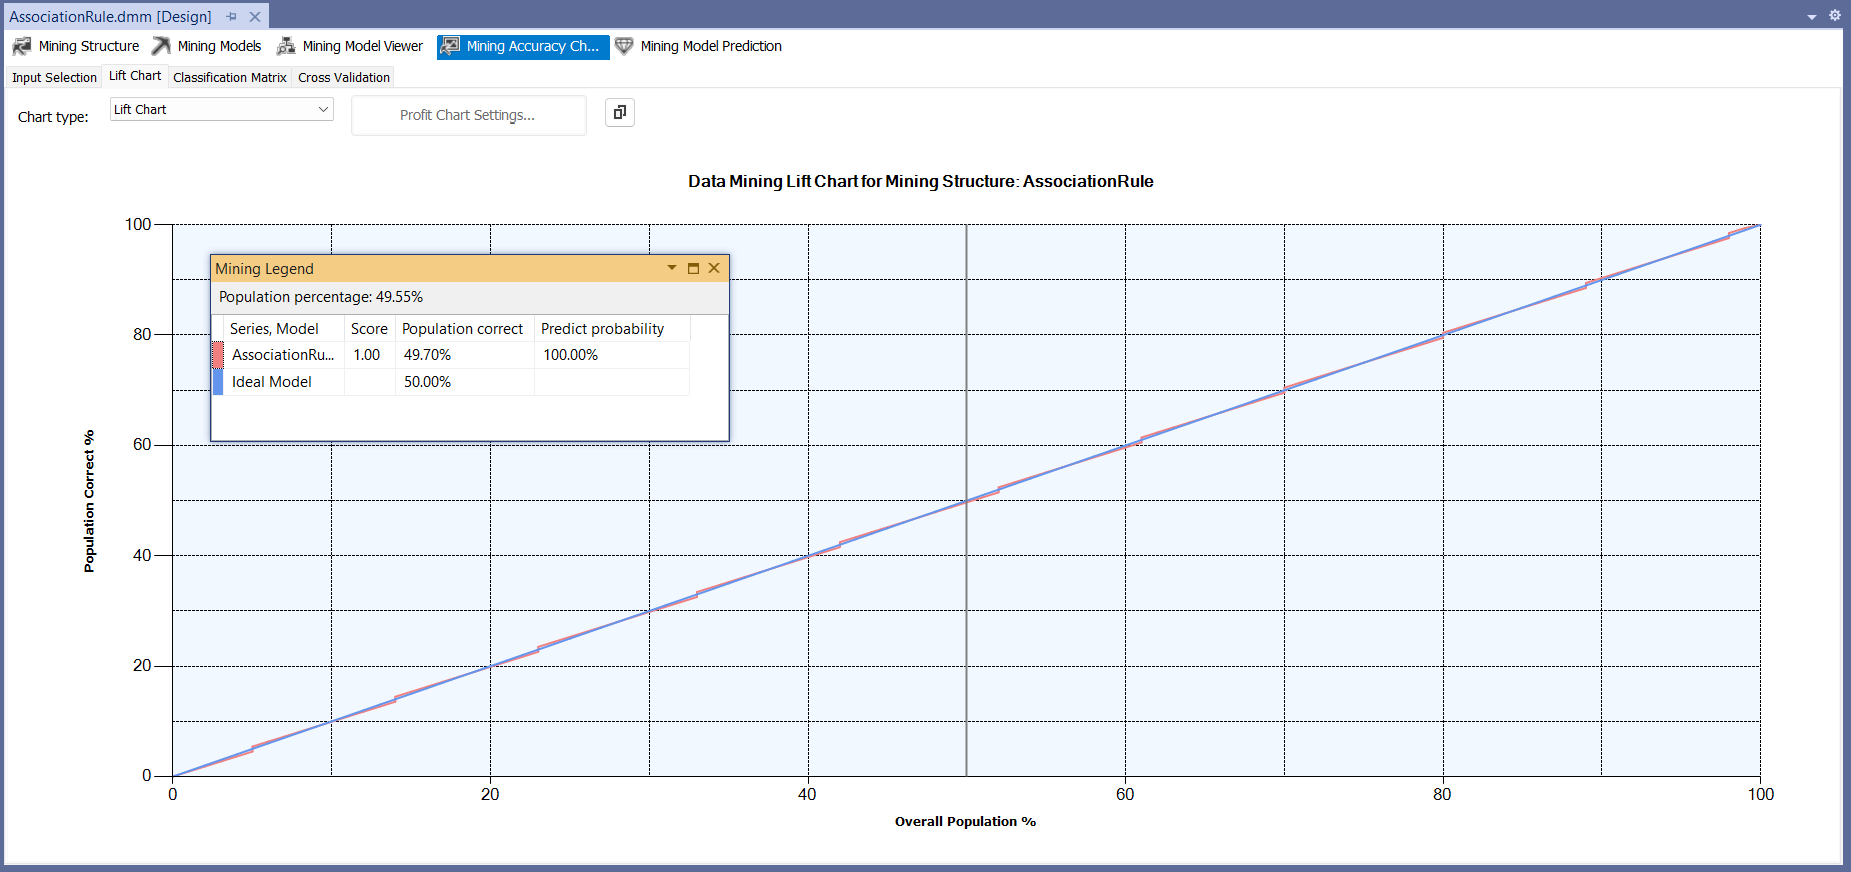 AssociationRule.dmm [Design]
Mining Structure Mining Models Mining Model Viewer Mining Accuracy Ch... Mining Model Prediction
Input Selection Lift Chart Classification Matrix Cross Validation
Chart type: Lift Chart Profit Chart Settings...
Data Mining Lift Chart for Mining Structure: AssociationRule
Mining Legend
Population percentage: 49.55%
Series, Model Score Population correct Predict probability
AssociationRu... 1.00 49.70% 100.00%
Ideal Model 50.00%
Population Correct %
100
80
60
40
20
0
0 20 40 60 80 100
Overall Population %